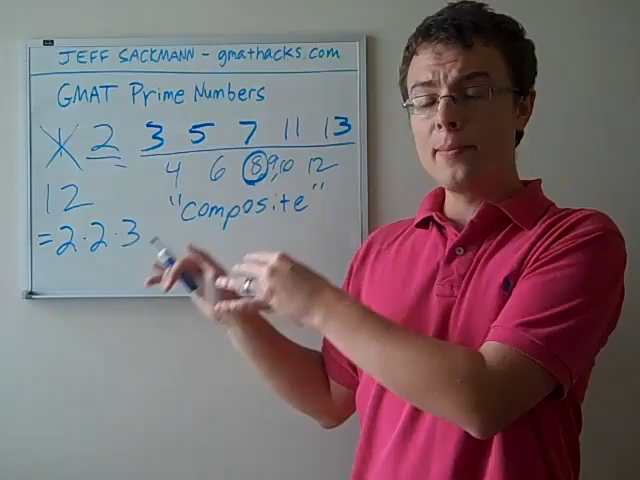 JEFF SACKMANN - gmathacks.com
GMAT Prime Numbers
1 2 3 5 7 11 13
4 6 8 9,10 12
12 "composite"
= 2·2·3